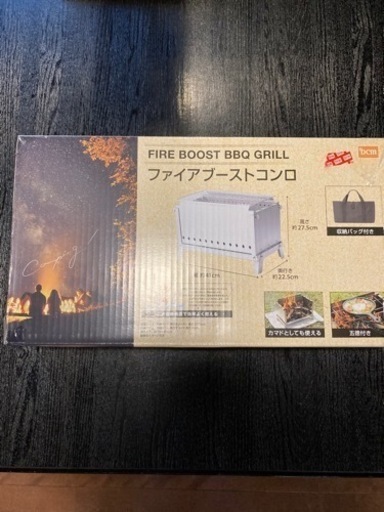 FIRE BOOST BBQ GRILL
DCM
ファイアブーストコンロ
高さ
約27.5cm
収納バッグ付き
奥行き
約22.5cm
Camping
カマドとしても使える
五徳付き